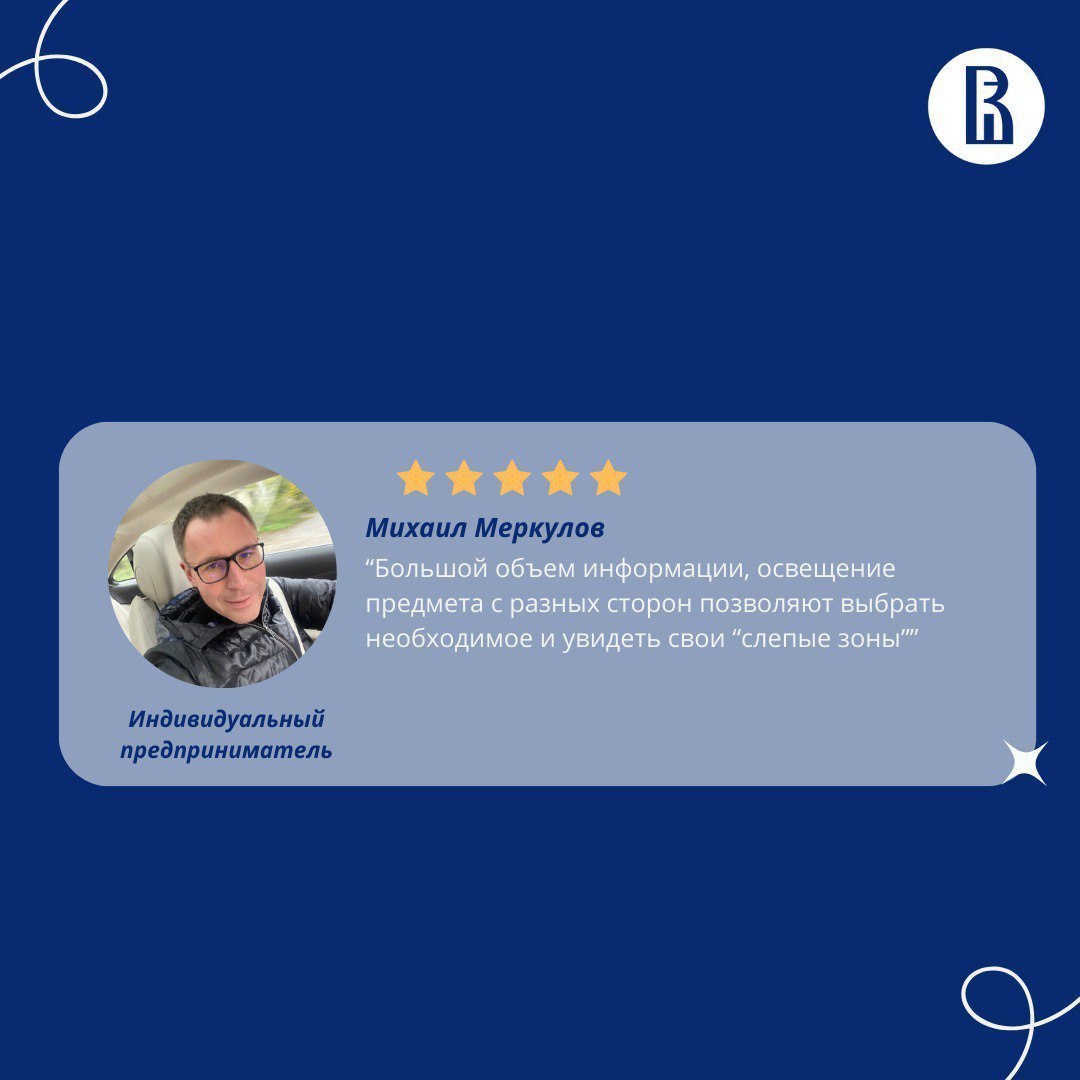 Михаил Меркулов
“Большой объем информации, освещение
предмета с разных сторон позволяют выбрать
необходимое и увидеть свои “слепые зоны””
Индивидуальный
предприниматель